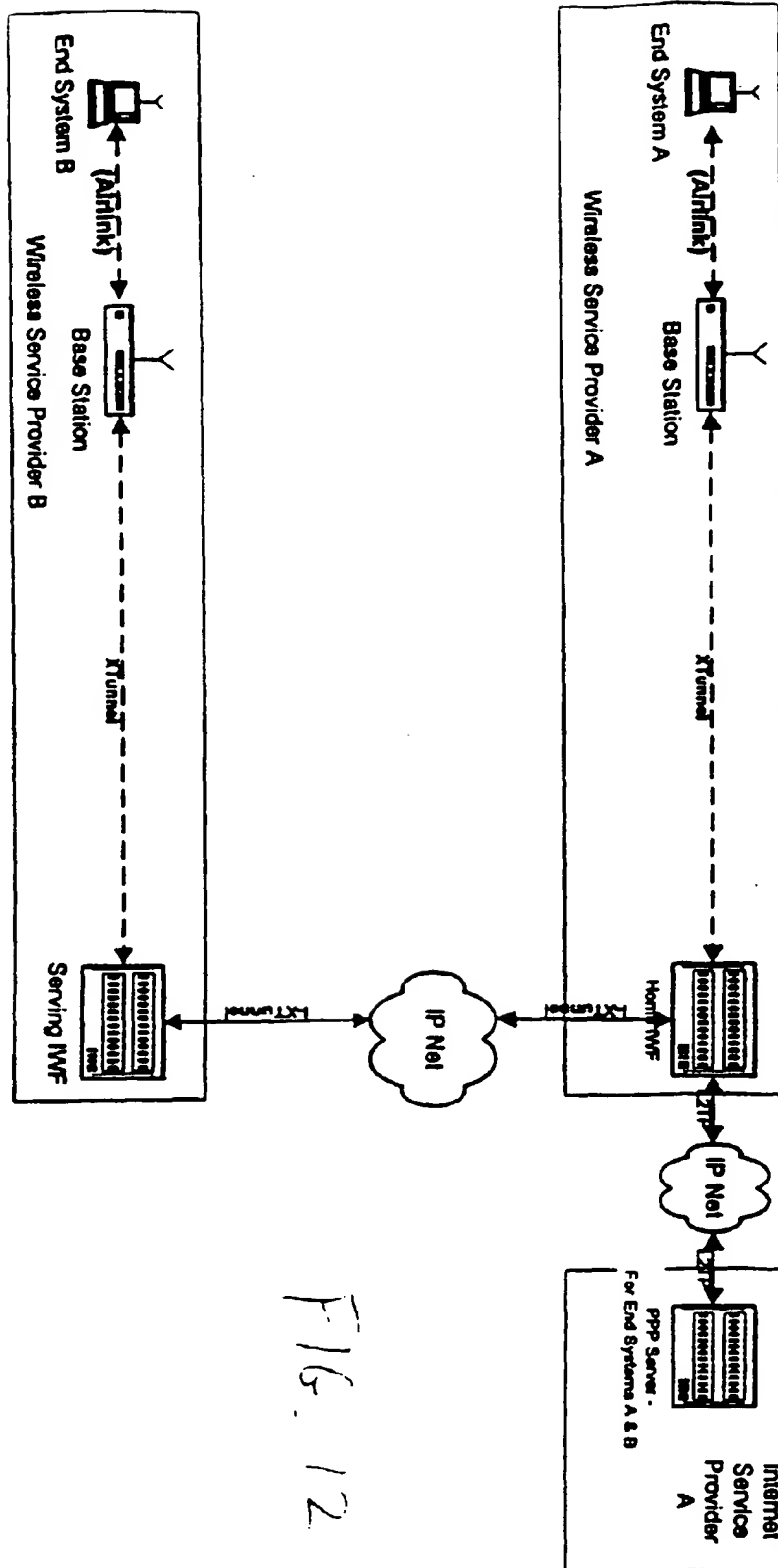 End System A
(Airlink)
Base Station
Wireless Service Provider A
XTunnel
Home IWF
L2TP
IP Net
L2TP
PPP Server -
For End Systems A & B
Internet
Service
Provider
A
I-XTunnel
IP Net
I-XTunnel
End System B
(Airlink)
Base Station
Wireless Service Provider B
XTunnel
Serving IWF
FIG. 12